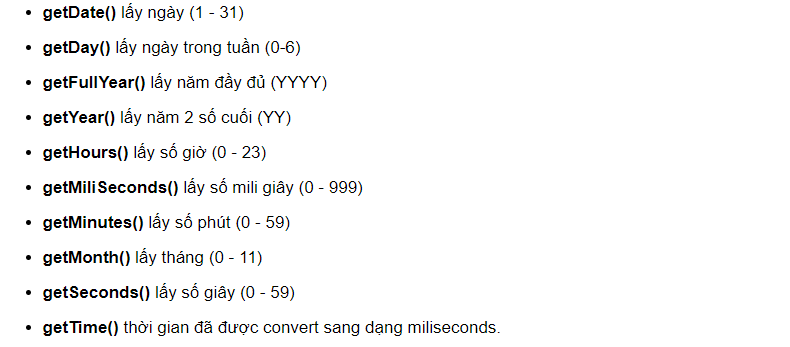 getDate() lấy ngày (1 - 31)
getDay() lấy ngày trong tuần (0-6)
getFullYear() lấy năm đầy đủ (YYYY)
getYear() lấy năm 2 số cuối (YY)
getHours() lấy số giờ (0 - 23)
getMiliSeconds() lấy số mili giây (0 - 999)
getMinutes() lấy số phút (0 - 59)
getMonth() lấy tháng (0 - 11)
getSeconds() lấy số giây (0 - 59)
getTime() thời gian đã được convert sang dạng miliseconds.